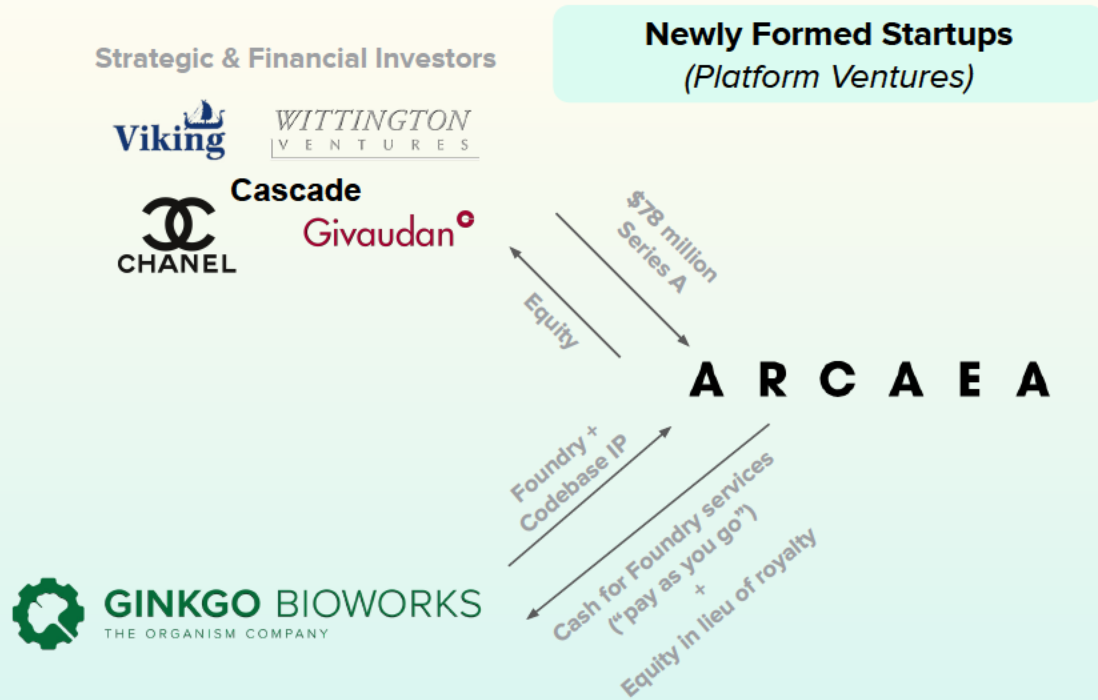 Strategic & Financial Investors
Newly Formed Startups
(Platform Ventures)
Viking
WITTINGTON
VENTURES
Cascade
CHANEL
Givaudan
$78 million
Series A
Equity
ARCAEA
Foundry +
Codebase IP
Cash for Foundry services
("pay as you go")
+
Equity in lieu of royalty
GINKGO BIOWORKS
THE ORGANISM COMPANY